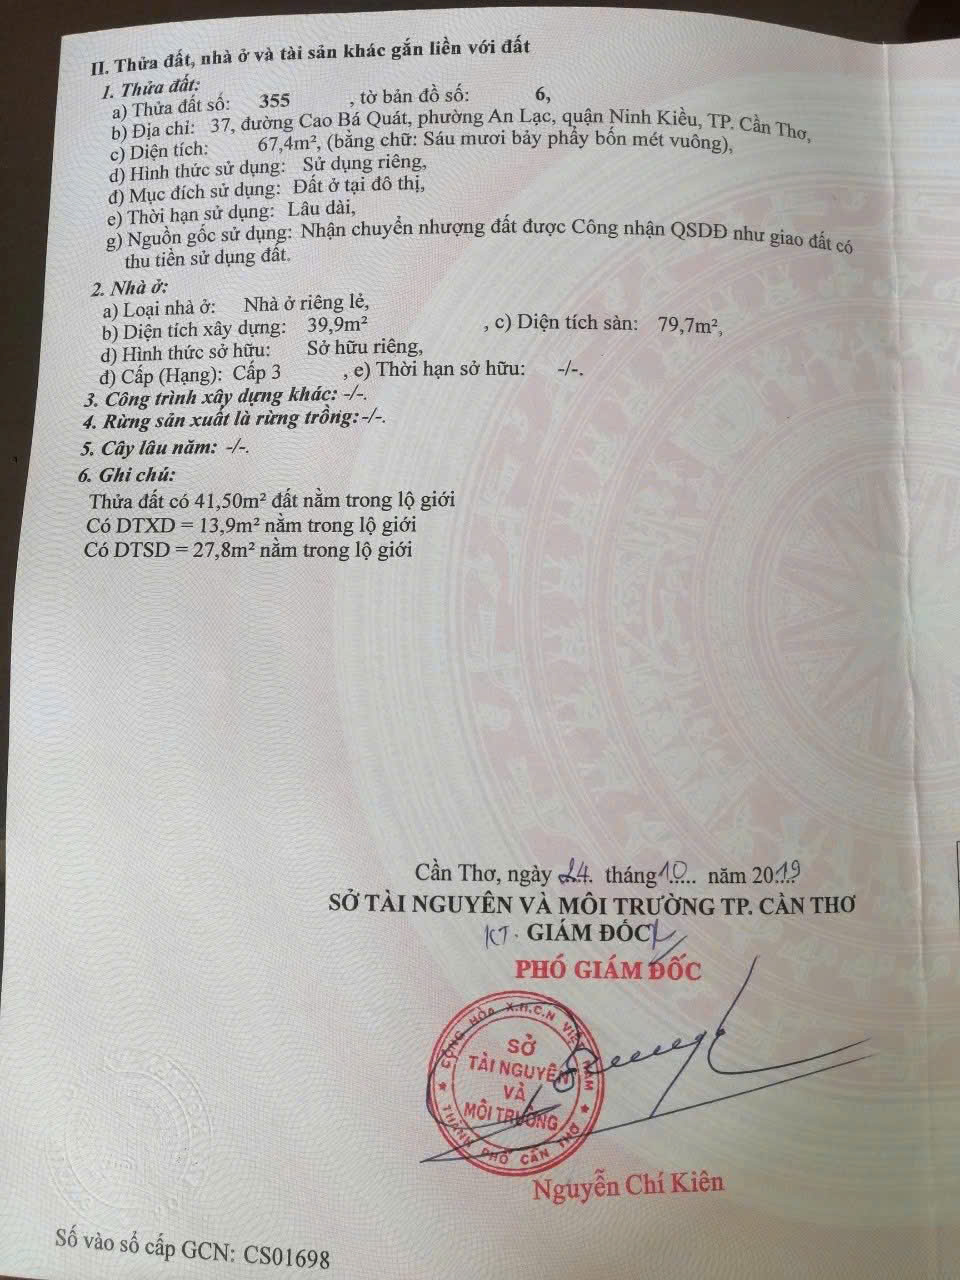 II. Thửa đất, nhà ở và tài sản khác gắn liền với đất
1. Thửa đất:
a) Thửa đất số: 355 , tờ bản đồ số: 6,
b) Địa chỉ: 37, đường Cao Bá Quát, phường An Lạc, quận Ninh Kiều, TP. Cần Thơ,
c) Diện tích: 67,4m², (bằng chữ: Sáu mươi bảy phẩy bốn mét vuông),
d) Hình thức sử dụng: Sử dụng riêng,
đ) Mục đích sử dụng: Đất ở tại đô thị,
e) Thời hạn sử dụng: Lâu dài,
g) Nguồn gốc sử dụng: Nhận chuyển nhượng đất được Công nhận QSDĐ như giao đất có
thu tiền sử dụng đất.
2. Nhà ở:
a) Loại nhà ở: Nhà ở riêng lẻ,
b) Diện tích xây dựng: 39,9m² , c) Diện tích sàn: 79,7m²,
d) Hình thức sở hữu: Sở hữu riêng,
đ) Cấp (Hạng): Cấp 3 , e) Thời hạn sở hữu: -/-.
3. Công trình xây dựng khác: -/-.
4. Rừng sản xuất là rừng trồng: -/-.
5. Cây lâu năm: -/-.
6. Ghi chú:
Thửa đất có 41,50m² đất nằm trong lộ giới
Có DTXD = 13,9m² nằm trong lộ giới
Có DTSD = 27,8m² nằm trong lộ giới
Cần Thơ, ngày 24 tháng 10 năm 2019
SỞ TÀI NGUYÊN VÀ MÔI TRƯỜNG TP. CẦN THƠ
KT. GIÁM ĐỐC
PHÓ GIÁM ĐỐC
CỘNG HÒA X.H.C.N VIỆT NAM
SỞ
TÀI NGUYÊN
VÀ
MÔI TRƯỜNG
THÀNH PHỐ CẦN THƠ
Nguyễn Chí Kiên
Số vào sổ cấp GCN: CS01698